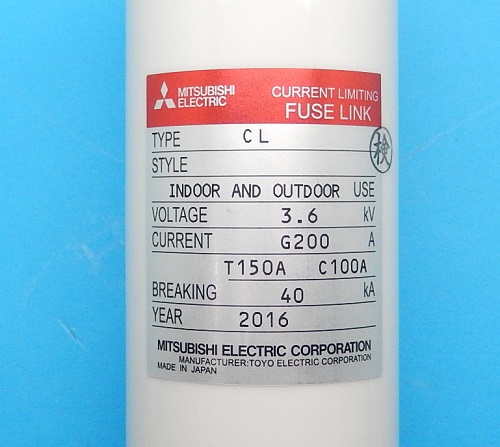 MITSUBISHI
ELECTRIC
CURRENT LIMITING
FUSE LINK
TYPE CL
検
STYLE
INDOOR AND OUTDOOR USE
VOLTAGE 3.6 kV
CURRENT G200 A
T150A C100A
BREAKING 40 kA
YEAR 2016
MITSUBISHI ELECTRIC CORPORATION
MANUFACTURER:TOYO ELECTRIC CORPORATION
MADE IN JAPAN